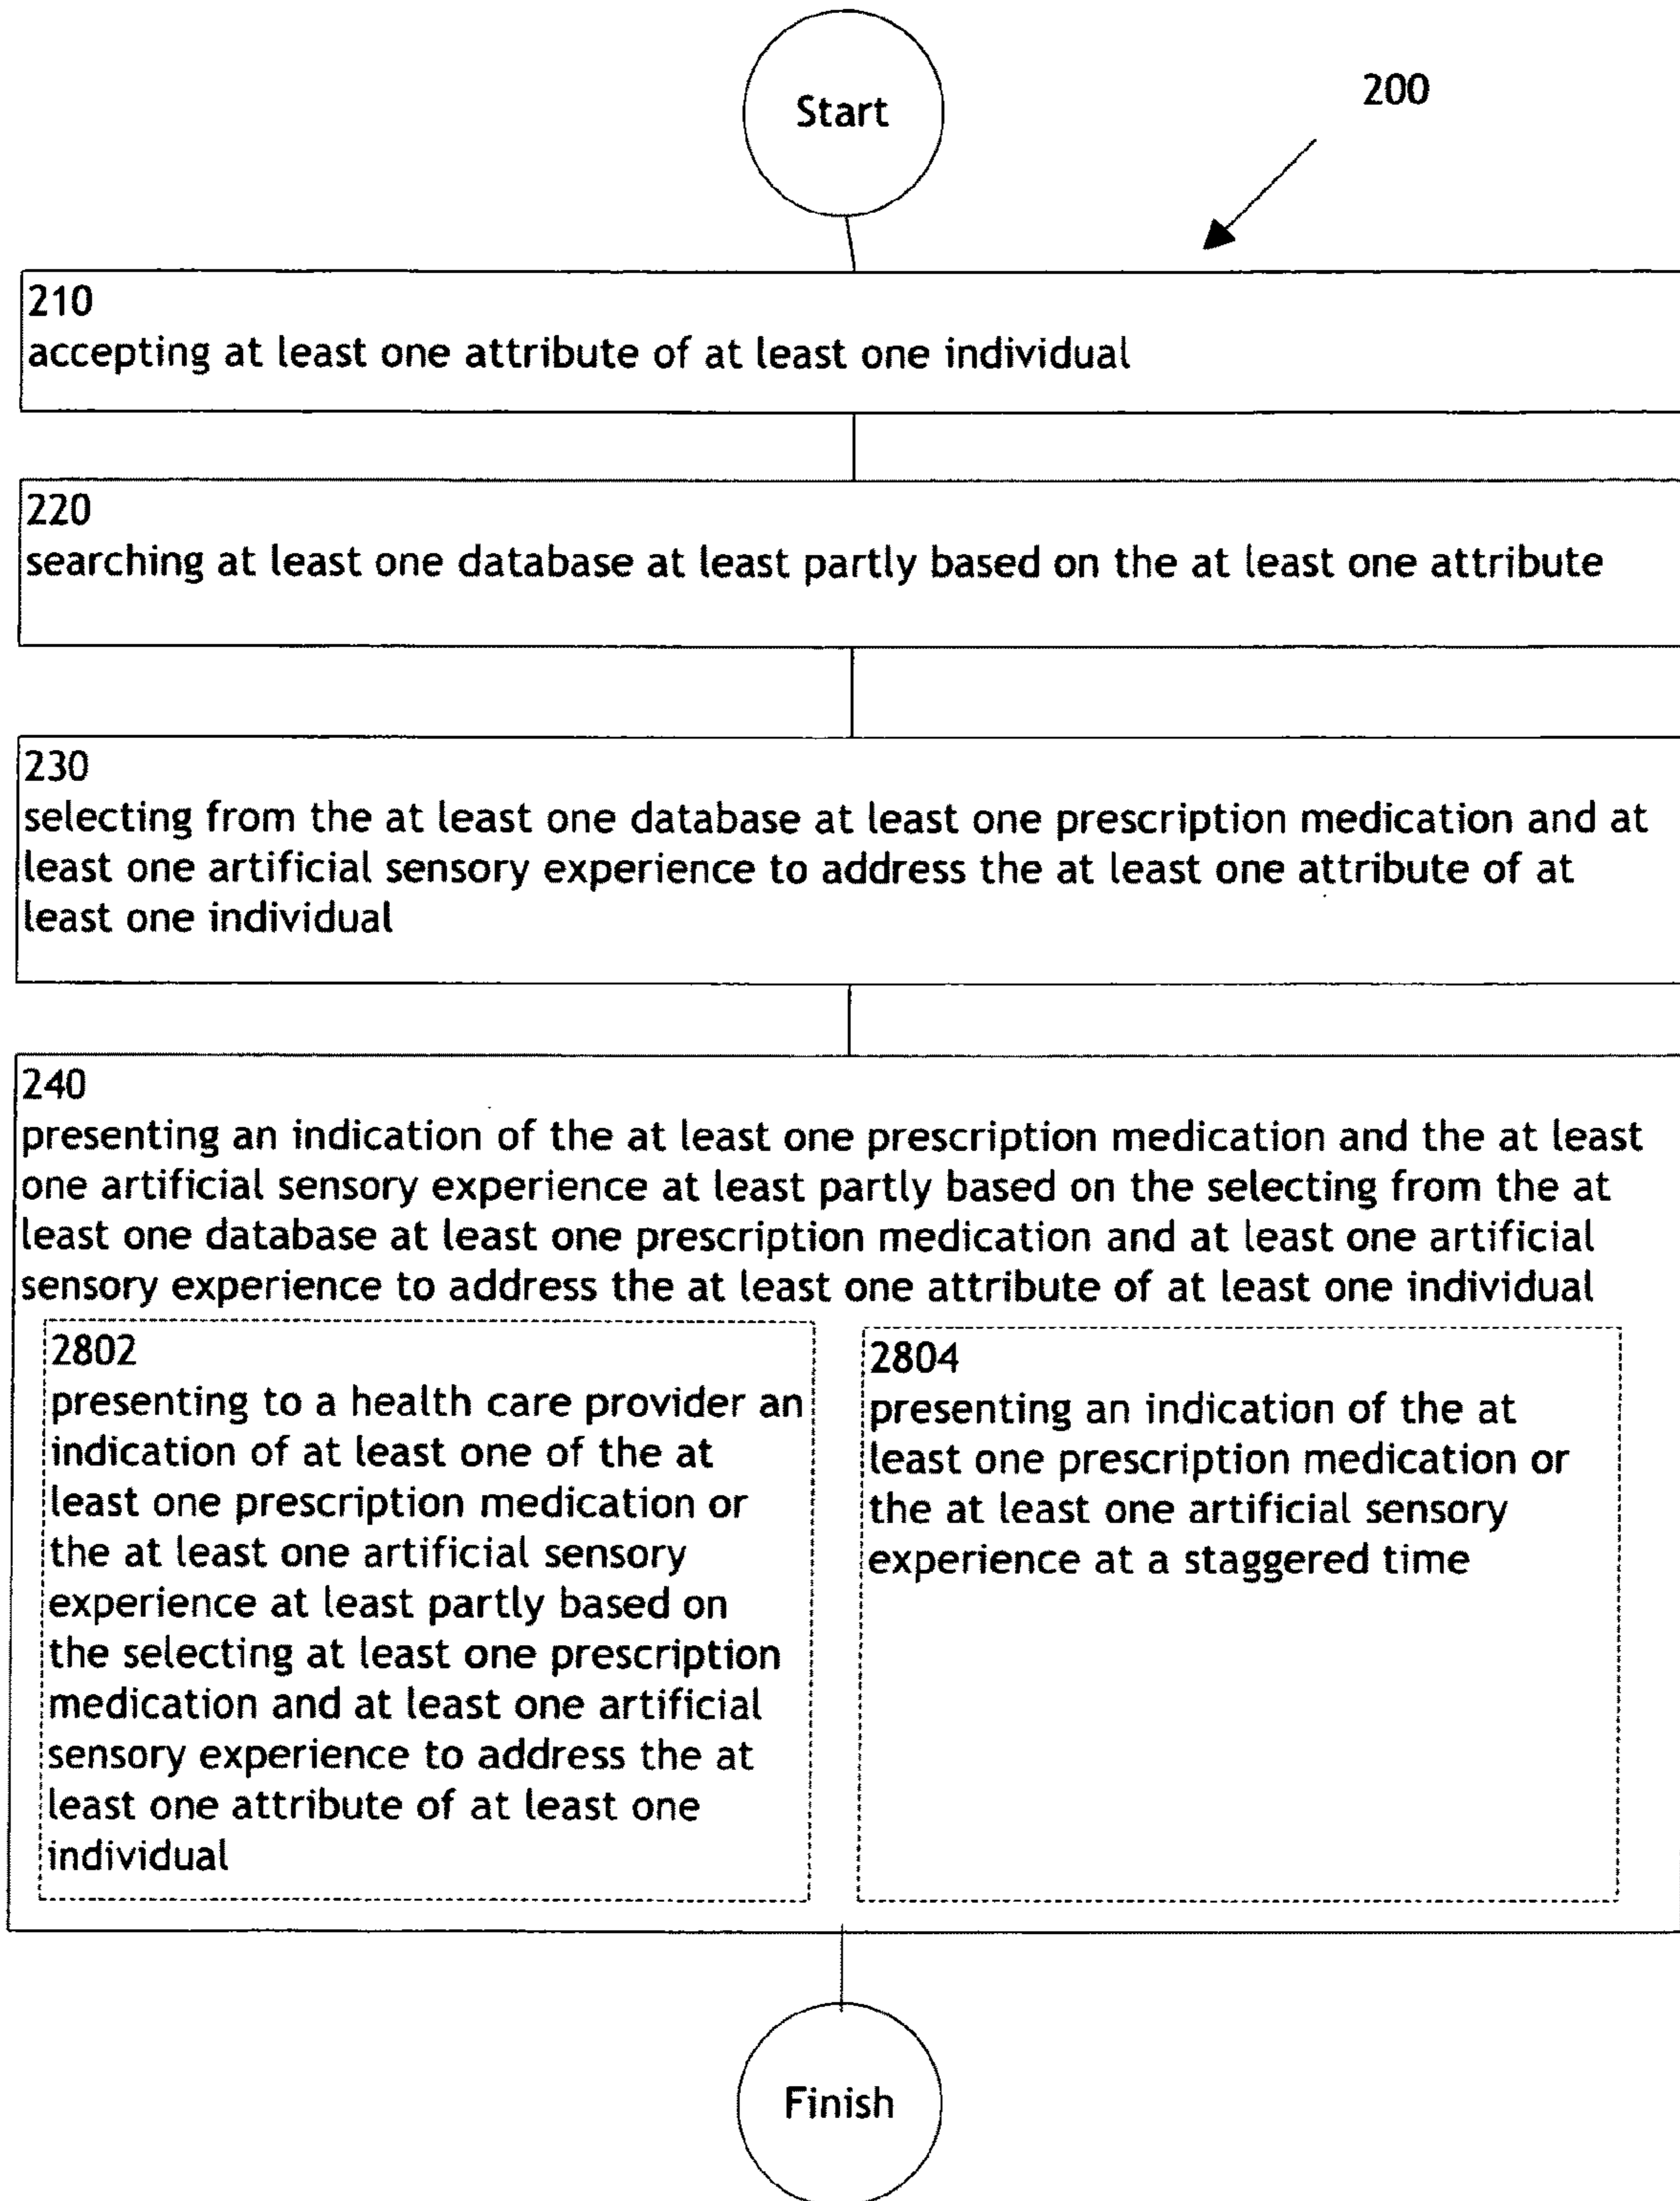 Start
200
210
accepting at least one attribute of at least one individual
220
searching at least one database at least partly based on the at least one attribute
230
selecting from the at least one database at least one prescription medication and at
least one artificial sensory experience to address the at least one attribute of at
least one individual
240
presenting an indication of the at least one prescription medication and the at least
one artificial sensory experience at least partly based on the selecting from the at
least one database at least one prescription medication and at least one artificial
sensory experience to address the at least one attribute of at least one individual
2802
presenting to a health care provider an
indication of at least one of the at
least one prescription medication or
the at least one artificial sensory
experience at least partly based on
the selecting at least one prescription
medication and at least one artificial
sensory experience to address the at
least one attribute of at least one
individual
2804
presenting an indication of the at
least one prescription medication or
the at least one artificial sensory
experience at a staggered time
Finish